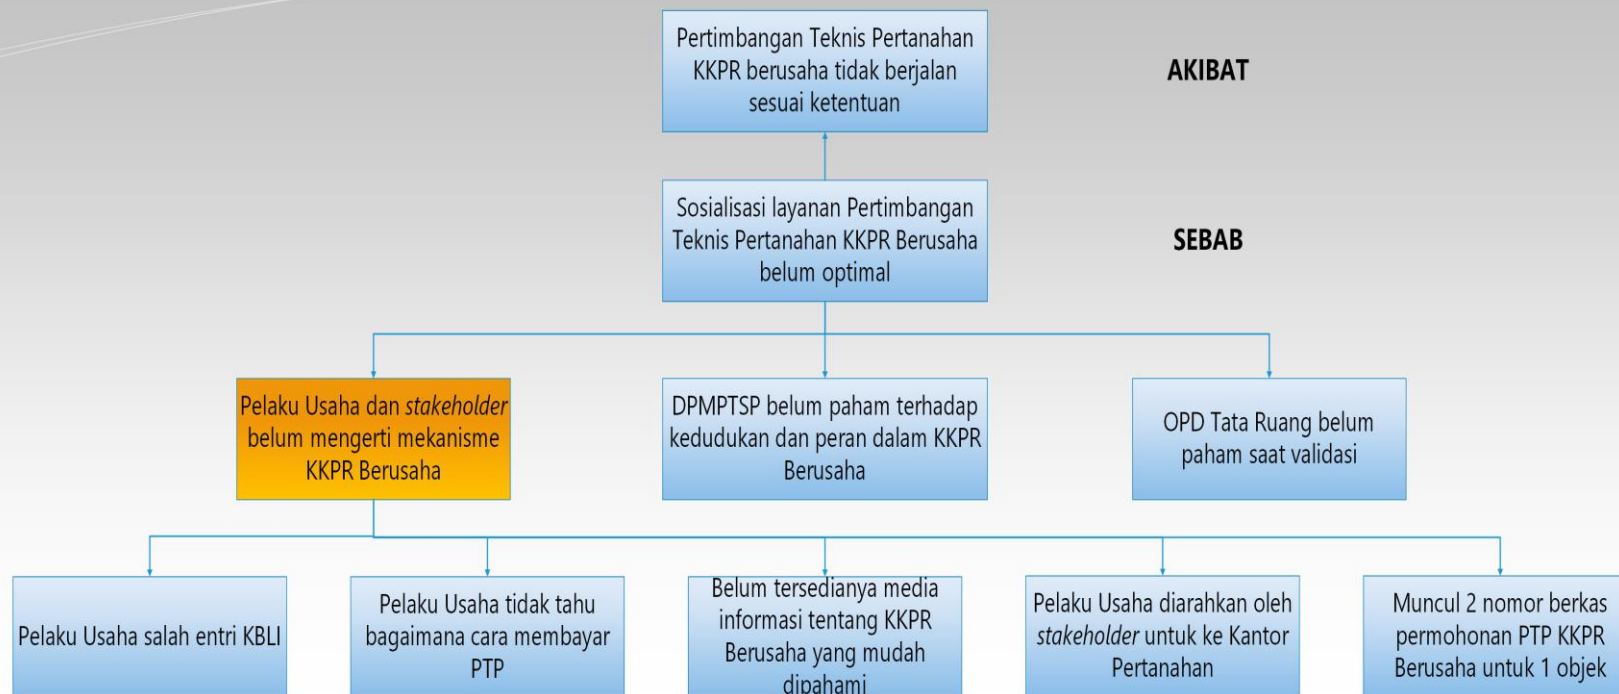 Pertimbangan Teknis Pertanahan
KKPR berusaha tidak berjalan
sesuai ketentuan
AKIBAT
Sosialisasi layanan Pertimbangan
Teknis Pertanahan KKPR Berusaha
belum optimal
SEBAB
Pelaku Usaha dan stakeholder
belum mengerti mekanisme
KKPR Berusaha
DPMPTSP belum paham terhadap
kedudukan dan peran dalam KKPR
Berusaha
OPD Tata Ruang belum
paham saat validasi
Pelaku Usaha salah entri KBLI
Pelaku Usaha tidak tahu
bagaimana cara membayar
PTP
Belum tersedianya media
informasi tentang KKPR
Berusaha yang mudah
dipahami
Pelaku Usaha diarahkan oleh
stakeholder untuk ke Kantor
Pertanahan
Muncul 2 nomor berkas
permohonan PTP KKPR
Berusaha untuk 1 objek